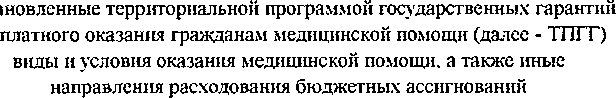 новленные территориальной программой государственных гарантий
платного оказания гражданам медицинской помощи (далее - ТПГГ)
виды и условия оказания медицинской помощи, а также иные
направления расходования бюджетных ассигнований